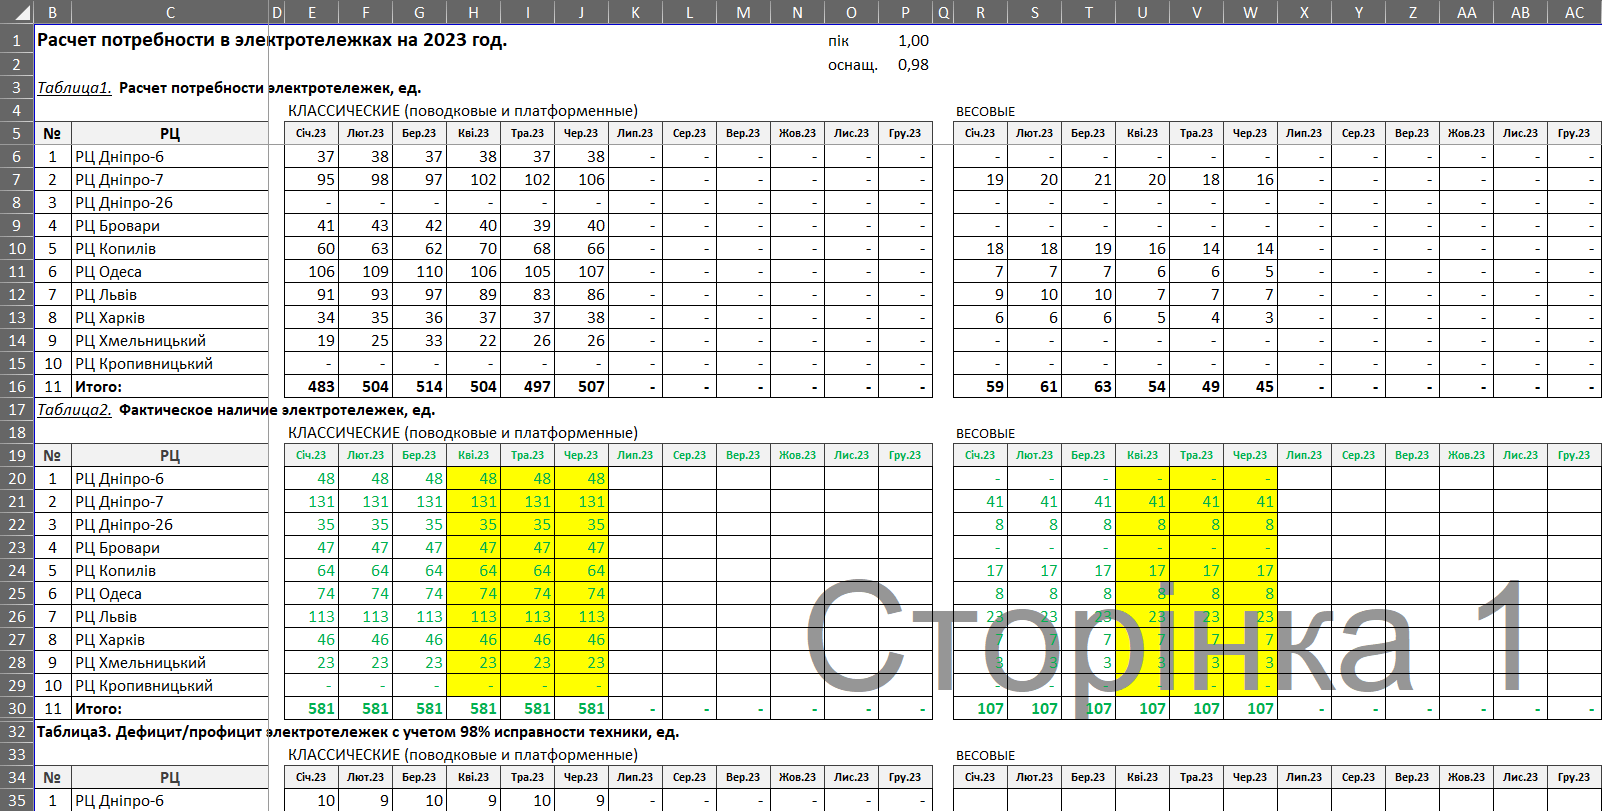 B C D E F G H I J K L M N O P Q R S T U V W X Y Z AA AB AC
1 Расчет потребности в электротележках на 2023 год. пік 1,00
2 оснащ. 0,98
3 Таблица1. Расчет потребности электротележек, ед.
4 КЛАССИЧЕСКИЕ (поводковые и платформенные) ВЕСОВЫЕ
5 № РЦ Січ.23 Лют.23 Бер.23 Кві.23 Тра.23 Чер.23 Лип.23 Сер.23 Вер.23 Жов.23 Лис.23 Гру.23 Січ.23 Лют.23 Бер.23 Кві.23 Тра.23 Чер.23 Лип.23 Сер.23 Вер.23 Жов.23 Лис.23 Гру.23
6 1 РЦ Дніпро-6 37 38 37 38 37 38 - - - - - - - - - - - - - - - - - -
7 2 РЦ Дніпро-7 95 98 97 102 102 106 - - - - - - 19 20 21 20 18 16 - - - - - -
8 3 РЦ Дніпро-26 - - - - - - - - - - - - - - - - - - - - - - - -
9 4 РЦ Бровари 41 43 42 40 39 40 - - - - - - - - - - - - - - - - - -
10 5 РЦ Копилів 60 63 62 70 68 66 - - - - - - 18 18 19 16 14 14 - - - - - -
11 6 РЦ Одеса 106 109 110 106 105 107 - - - - - - 7 7 7 6 6 5 - - - - - -
12 7 РЦ Львів 91 93 97 89 83 86 - - - - - - 9 10 10 7 7 7 - - - - - -
13 8 РЦ Харків 34 35 36 37 37 38 - - - - - - 6 6 6 5 4 3 - - - - - -
14 9 РЦ Хмельницький 19 25 33 22 26 26 - - - - - - - - - - - - - - - - - -
15 10 РЦ Кропивницький - - - - - - - - - - - - - - - - - - - - - - - -
16 11 Итого: 483 504 514 504 497 507 - - - - - - 59 61 63 54 49 45 - - - - - -
17 Таблица2. Фактическое наличие электротележек, ед.
18 КЛАССИЧЕСКИЕ (поводковые и платформенные) ВЕСОВЫЕ
19 № РЦ Січ.23 Лют.23 Бер.23 Кві.23 Тра.23 Чер.23 Лип.23 Сер.23 Вер.23 Жов.23 Лис.23 Гру.23 Січ.23 Лют.23 Бер.23 Кві.23 Тра.23 Чер.23 Лип.23 Сер.23 Вер.23 Жов.23 Лис.23 Гру.23
20 1 РЦ Дніпро-6 48 48 48 48 48 48 - - - - - -
21 2 РЦ Дніпро-7 131 131 131 131 131 131 41 41 41 41 41 41
22 3 РЦ Дніпро-26 35 35 35 35 35 35 8 8 8 8 8 8
23 4 РЦ Бровари 47 47 47 47 47 47 - - - - - -
24 5 РЦ Копилів 64 64 64 64 64 64 17 17 17 17 17 17
25 6 РЦ Одеса 74 74 74 74 74 74 8 8 8 8 8 8
26 7 РЦ Львів 113 113 113 113 113 113 23 23 23 23 23 23
27 8 РЦ Харків 46 46 46 46 46 46 7 7 7 7 7 7
Сторінка 1
28 9 РЦ Хмельницький 23 23 23 23 23 23 3 3 3 3 3 3
29 10 РЦ Кропивницький - - - - - - - - - - - -
30 11 Итого: 581 581 581 581 581 581 - - - - - - 107 107 107 107 107 107 - - - - - -
32 Таблица3. Дефицит/профицит электротележек с учетом 98% исправности техники, ед.
33 КЛАССИЧЕСКИЕ (поводковые и платформенные) ВЕСОВЫЕ
34 № РЦ Січ.23 Лют.23 Бер.23 Кві.23 Тра.23 Чер.23 Лип.23 Сер.23 Вер.23 Жов.23 Лис.23 Гру.23 Січ.23 Лют.23 Бер.23 Кві.23 Тра.23 Чер.23 Лип.23 Сер.23 Вер.23 Жов.23 Лис.23 Гру.23
35 1 РЦ Дніпро-6 10 9 10 9 10 9 - - - - - -